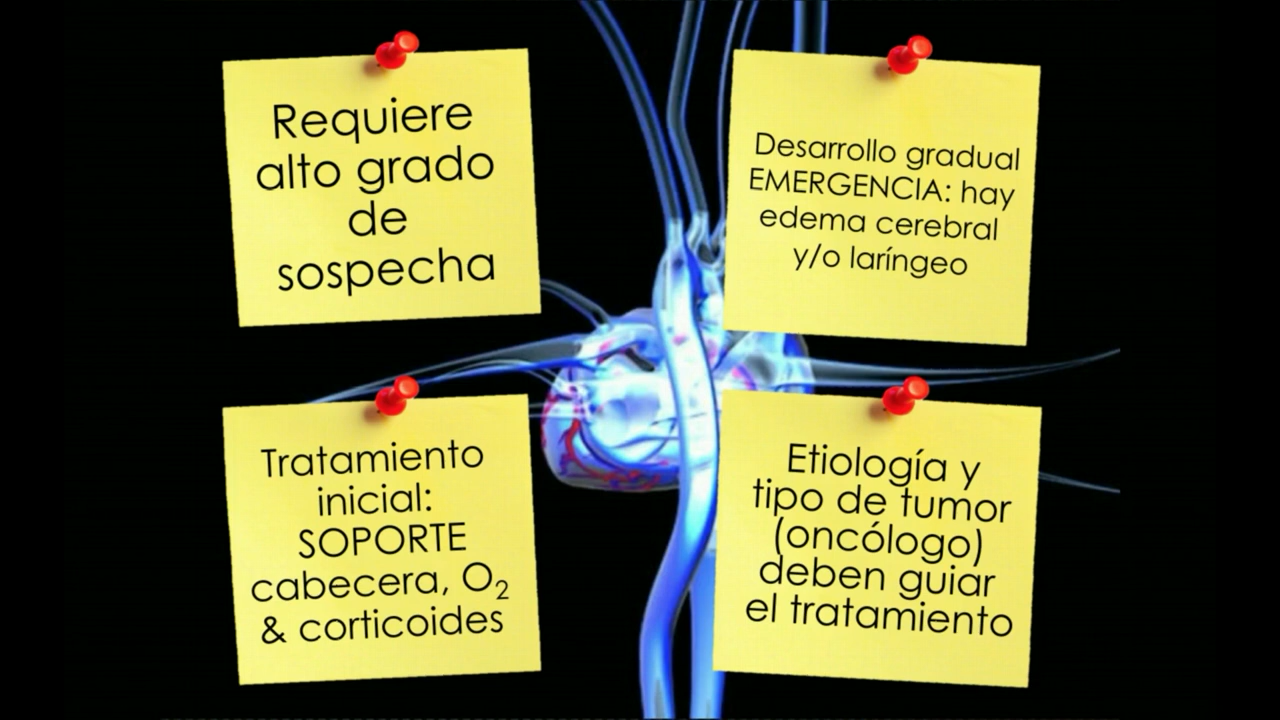 Requiere
alto grado
de
sospecha
Desarrollo gradual
EMERGENCIA: hay
edema cerebral
y/o laríngeo
Tratamiento
inicial:
SOPORTE
cabecera, O₂
& corticoides
Etiología y
tipo de tumor
(oncólogo)
deben guiar
el tratamiento